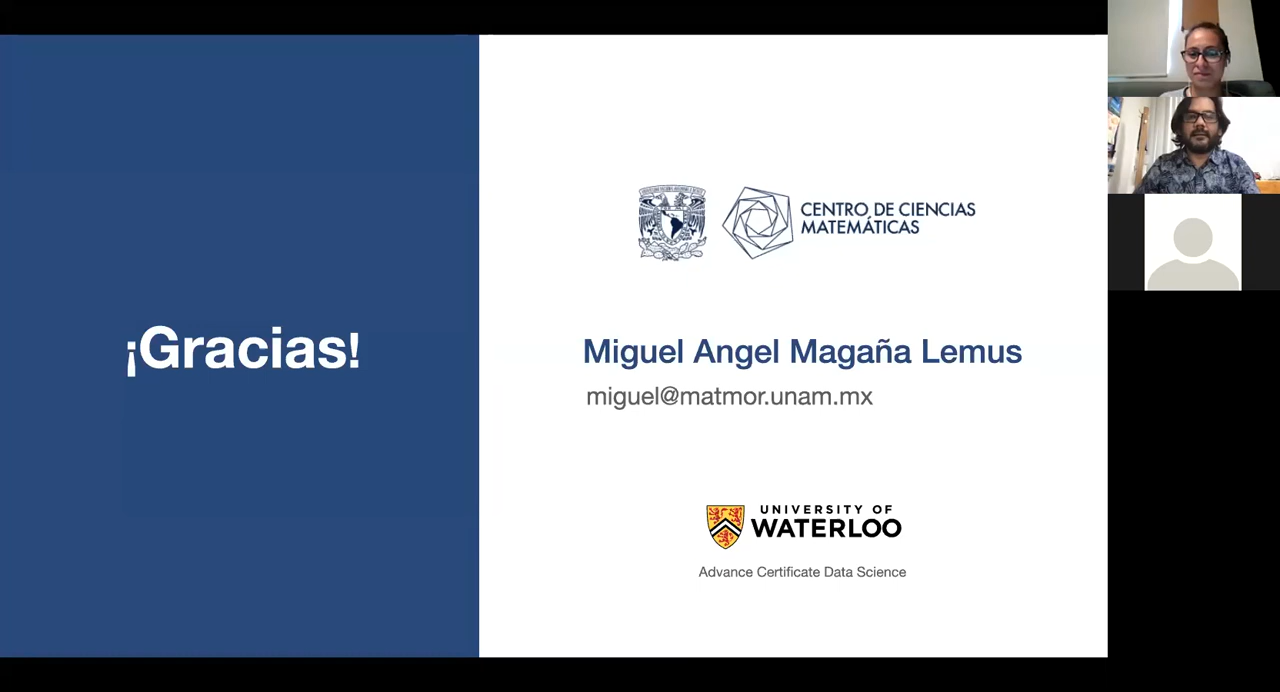 ¡Gracias!
CENTRO DE CIENCIAS
MATEMÁTICAS
Miguel Angel Magaña Lemus
miguel@matmor.unam.mx
UNIVERSITY OF
WATERLOO
Advance Certificate Data Science